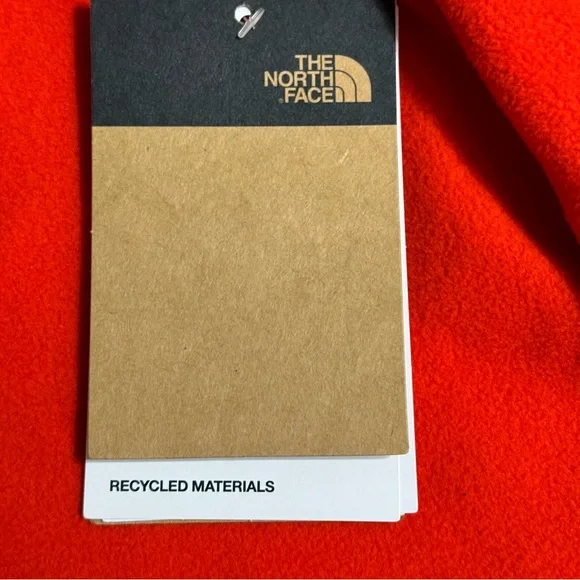 THE
NORTH
FACE
RECYCLED MATERIALS